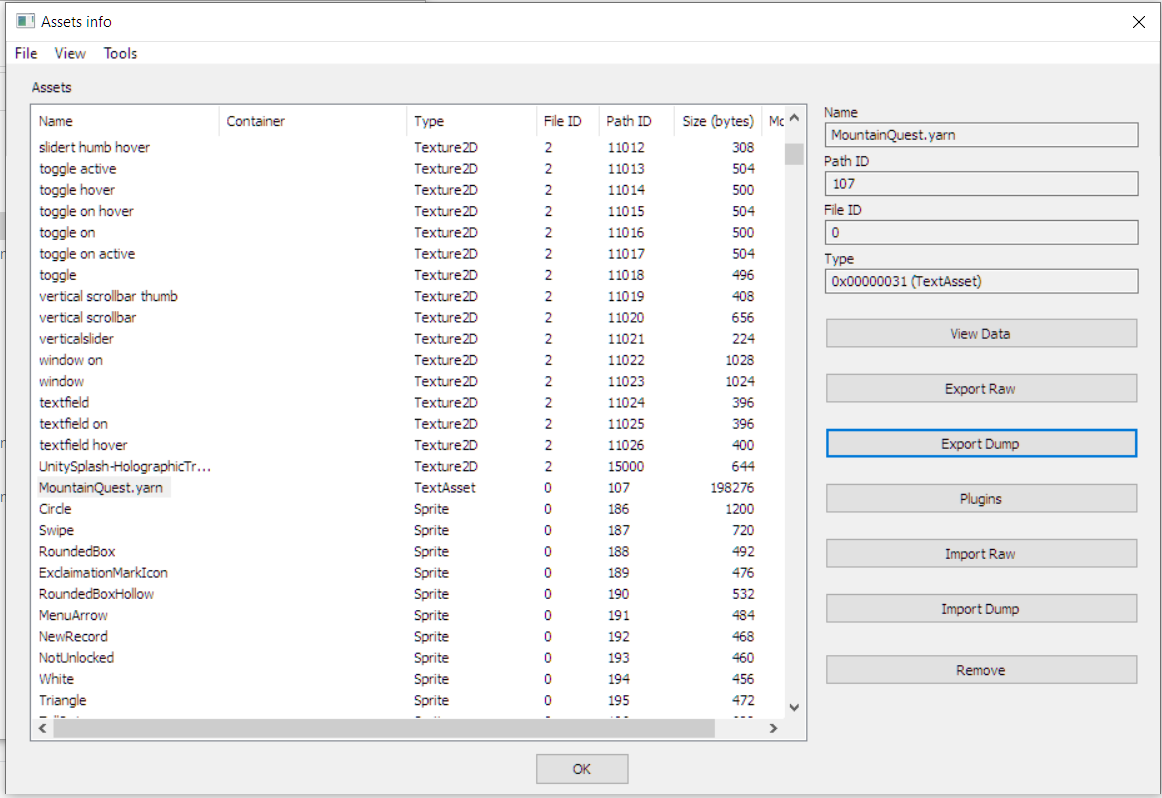 Assets info
File View Tools
Assets
Name Container Type File ID Path ID Size (bytes) Mc
slidert humb hover Texture2D 2 11012 308
toggle active Texture2D 2 11013 504
toggle hover Texture2D 2 11014 500
toggle on hover Texture2D 2 11015 504
toggle on Texture2D 2 11016 500
toggle on active Texture2D 2 11017 504
toggle Texture2D 2 11018 496
vertical scrollbar thumb Texture2D 2 11019 408
vertical scrollbar Texture2D 2 11020 656
verticalslider Texture2D 2 11021 224
window on Texture2D 2 11022 1028
window Texture2D 2 11023 1024
textfield Texture2D 2 11024 396
textfield on Texture2D 2 11025 396
textfield hover Texture2D 2 11026 400
UnitySplash-HolographicTr... Texture2D 2 15000 644
MountainQuest.yarn TextAsset 0 107 198276
Circle Sprite 0 186 1200
Swipe Sprite 0 187 720
RoundedBox Sprite 0 188 492
ExclaimationMarkIcon Sprite 0 189 476
RoundedBoxHollow Sprite 0 190 532
MenuArrow Sprite 0 191 484
NewRecord Sprite 0 192 468
NotUnlocked Sprite 0 193 460
White Sprite 0 194 456
Triangle Sprite 0 195 472
Name
MountainQuest.yarn
Path ID
107
File ID
0
Type
0x00000031 (TextAsset)
View Data
Export Raw
Export Dump
Plugins
Import Raw
Import Dump
Remove
OK